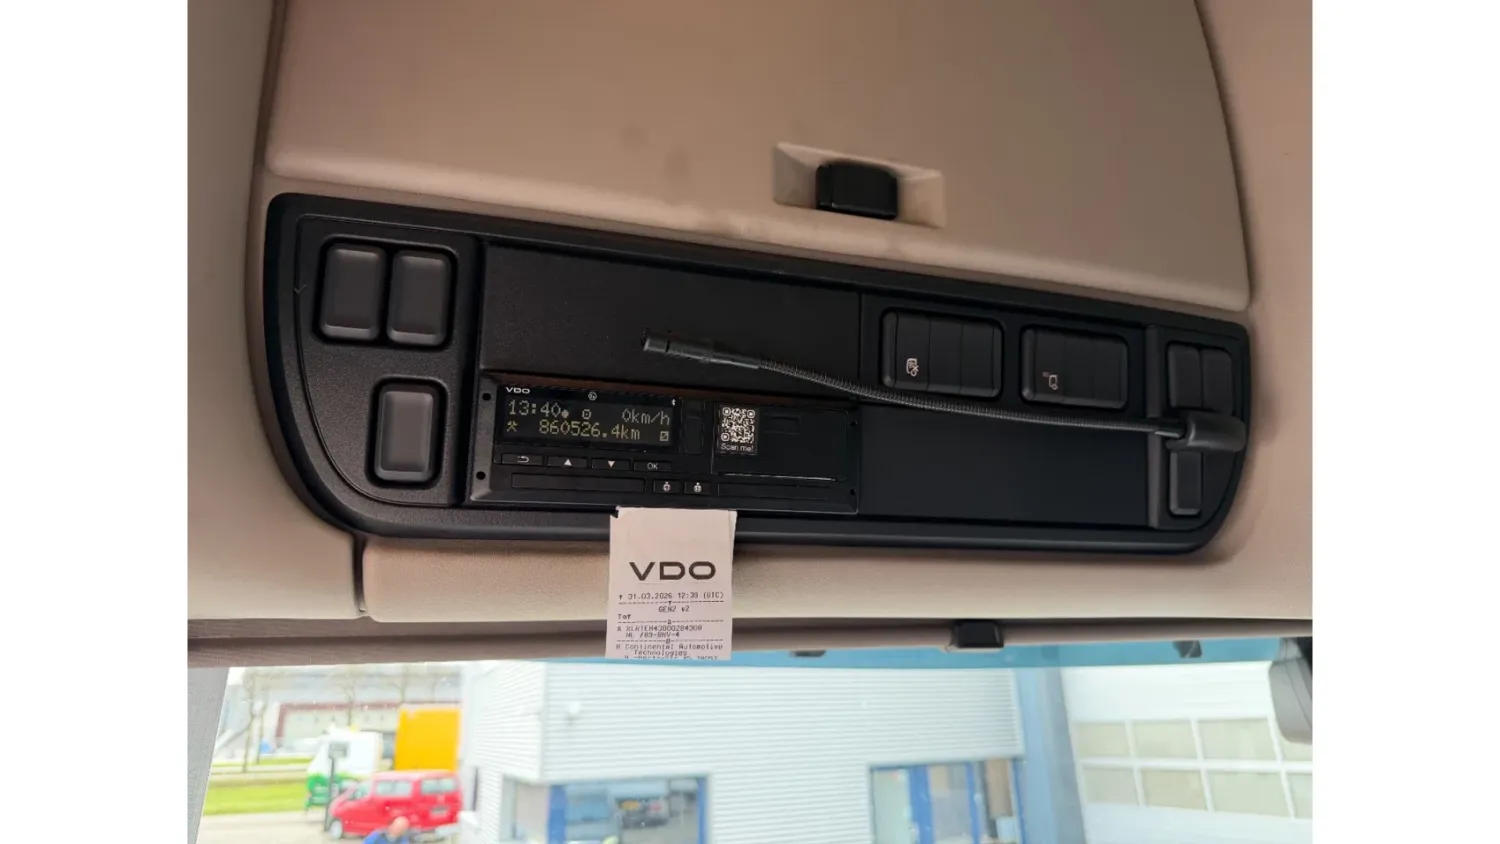 VDO
13:40 0km/h
860526.4km
OK
Scan me!
VDO
31.03.2026 12:39 (UTC)
GEN2 v2
Continental Automotive
Technologies